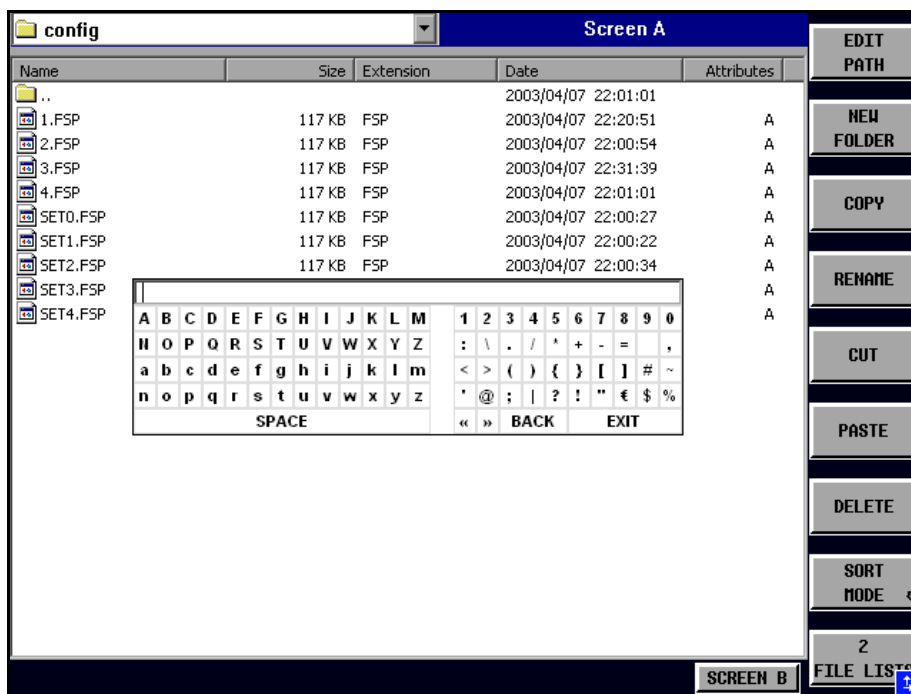 config Screen A
Name Size Extension Date Attributes
.. 2003/04/07 22:01:01
1.FSP 117 KB FSP 2003/04/07 22:20:51 A
2.FSP 117 KB FSP 2003/04/07 22:00:54 A
3.FSP 117 KB FSP 2003/04/07 22:31:39 A
4.FSP 117 KB FSP 2003/04/07 22:01:01 A
SET0.FSP 117 KB FSP 2003/04/07 22:00:27 A
SET1.FSP 117 KB FSP 2003/04/07 22:00:22 A
SET2.FSP 117 KB FSP 2003/04/07 22:00:34 A
SET3.FSP A
SET4.FSP A
A B C D E F G H I J K L M 1 2 3 4 5 6 7 8 9 0
N O P Q R S T U V W X Y Z : \ . / * + - = ,
a b c d e f g h i j k l m < > ( ) { } [ ] # ~
n o p q r s t u v w x y z ' @ ; | ? ! " € $ %
SPACE « » BACK EXIT
EDIT
PATH
NEW
FOLDER
COPY
RENAME
CUT
PASTE
DELETE
SORT
MODE
2
FILE LISTS
SCREEN B